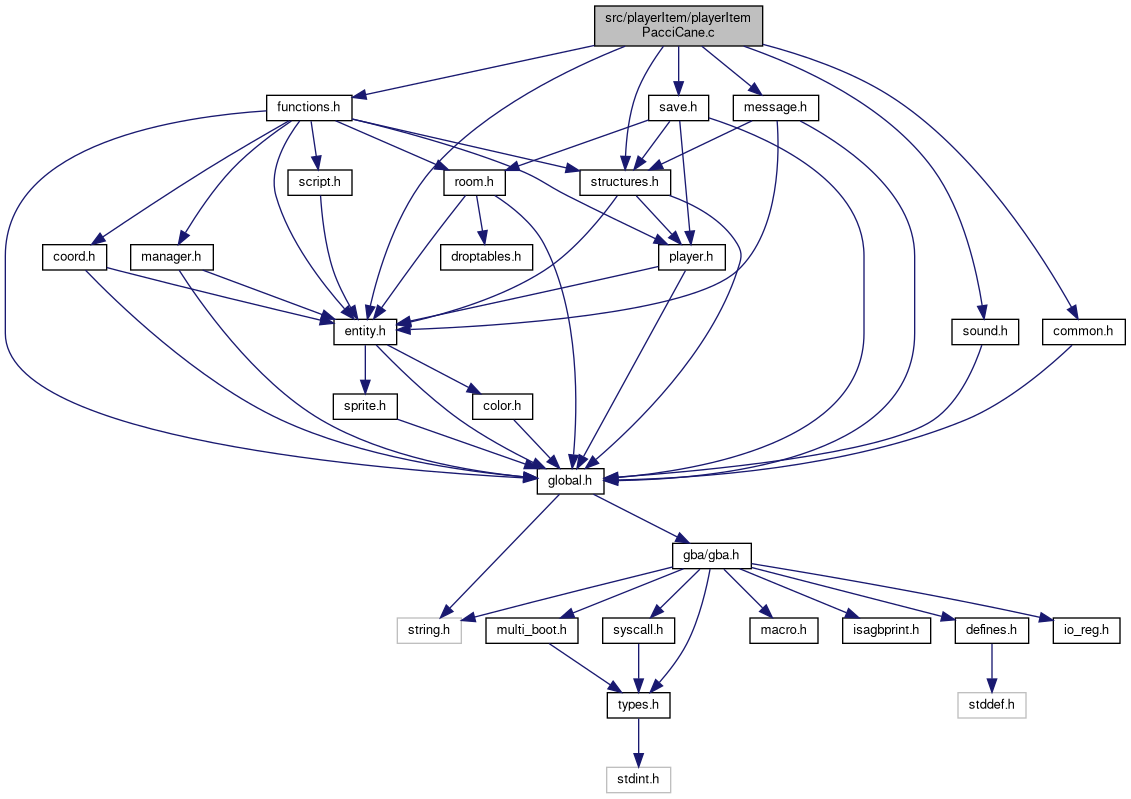 src/playerItem/playerItem
PacciCane.c
functions.h
save.h
message.h
script.h
room.h
structures.h
coord.h
manager.h
droptables.h
player.h
entity.h
sound.h
common.h
sprite.h
color.h
global.h
gba/gba.h
string.h
multi_boot.h
syscall.h
macro.h
isagbprint.h
defines.h
io_reg.h
types.h
stddef.h
stdint.h